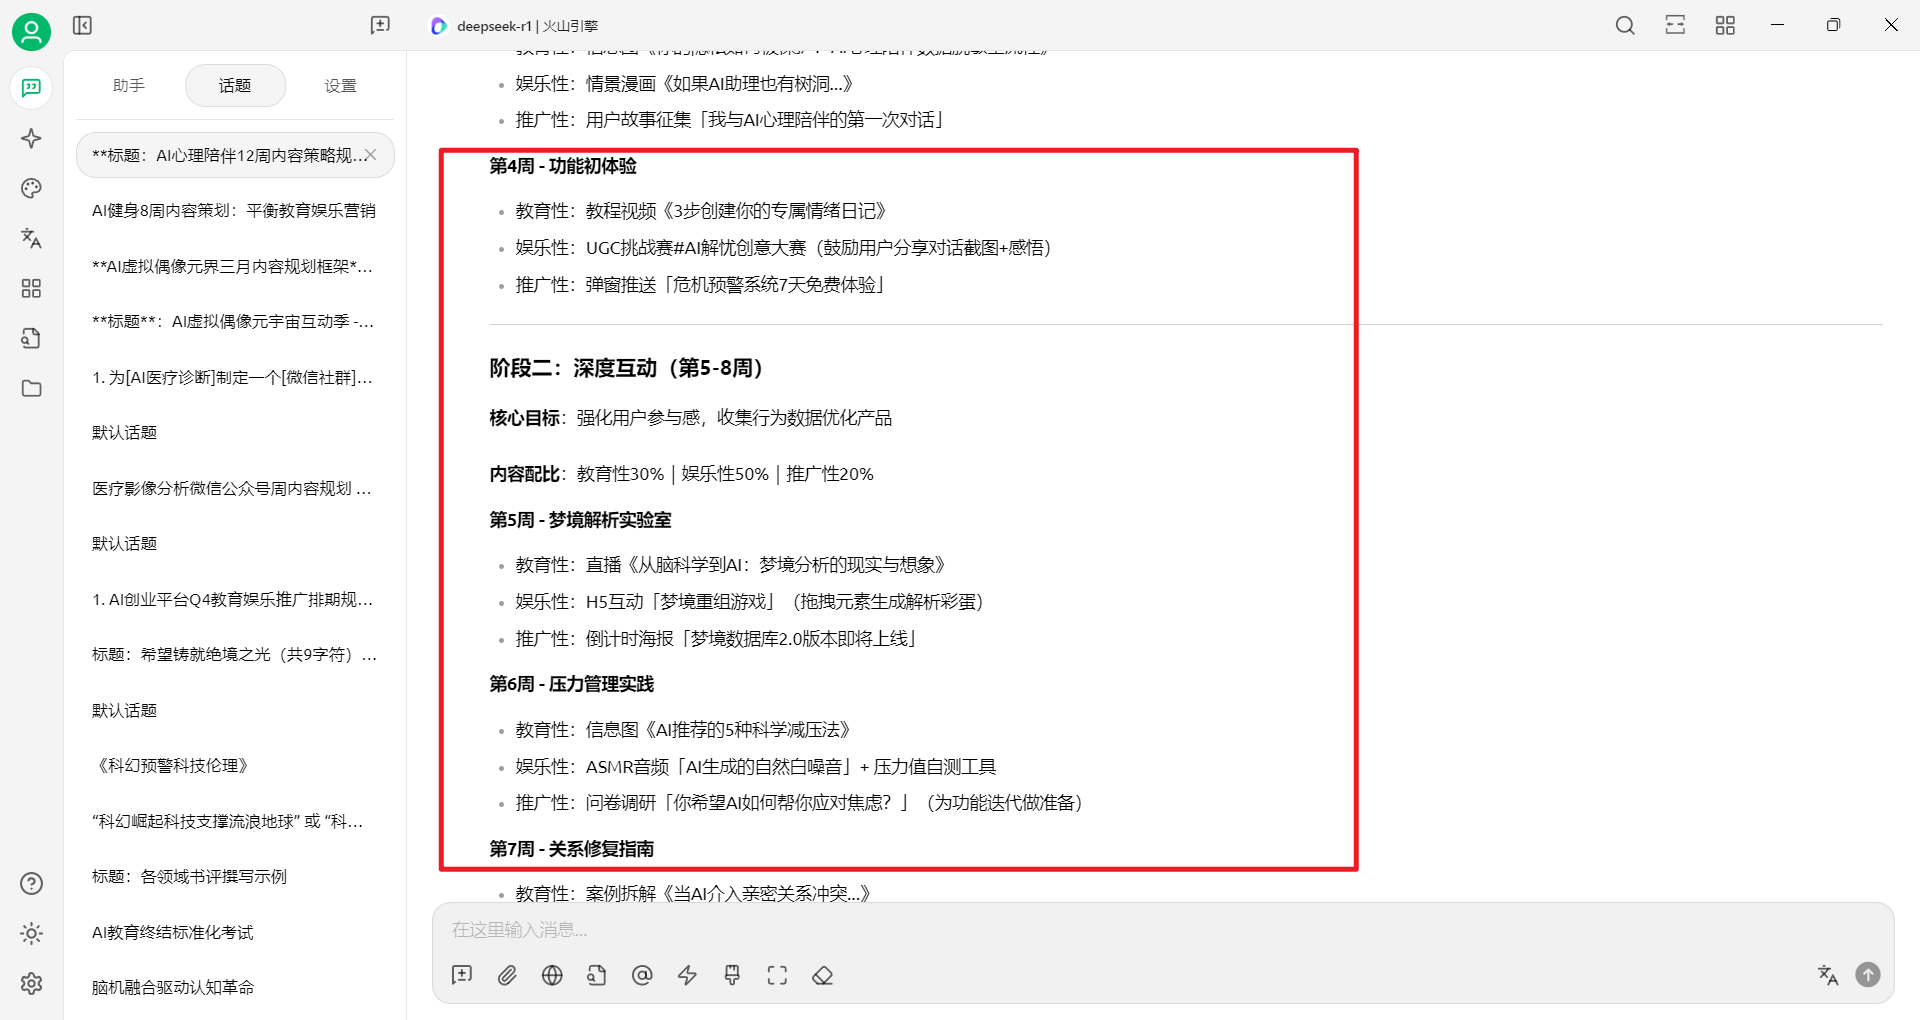 deepseek-r1 | 火山引擎
助手
话题
设置
**标题：AI心理陪伴12周内容策略规...
AI健身8周内容策划：平衡教育娱乐营销
**AI虚拟偶像元界三月内容规划框架*...
**标题**：AI虚拟偶像元宇宙互动季 -...
1. 为[AI医疗诊断]制定一个[微信社群]...
默认话题
医疗影像分析微信公众号周内容规划 ...
默认话题
1. AI创业平台Q4教育娱乐推广排期规...
标题：希望铸就绝境之光（共9字符）...
默认话题
《科幻预警科技伦理》
“科幻崛起科技支撑流浪地球” 或 “科...
标题：各领域书评撰写示例
AI教育终结标准化考试
脑机融合驱动认知革命
娱乐性：情景漫画《如果AI助理也有树洞...》
推广性：用户故事征集「我与AI心理陪伴的第一次对话」
第4周 - 功能初体验
教育性：教程视频《3步创建你的专属情绪日记》
娱乐性：UGC挑战赛#AI解忧创意大赛（鼓励用户分享对话截图+感悟）
推广性：弹窗推送「危机预警系统7天免费体验」
阶段二：深度互动（第5-8周）
核心目标：强化用户参与感，收集行为数据优化产品
内容配比：教育性30% | 娱乐性50% | 推广性20%
第5周 - 梦境解析实验室
教育性：直播《从脑科学到AI：梦境分析的现实与想象》
娱乐性：H5互动「梦境重组游戏」（拖拽元素生成解析彩蛋）
推广性：倒计时海报「梦境数据库2.0版本即将上线」
第6周 - 压力管理实践
教育性：信息图《AI推荐的5种科学减压法》
娱乐性：ASMR音频「AI生成的自然白噪音」+ 压力值自测工具
推广性：问卷调研「你希望AI如何帮你应对焦虑？」（为功能迭代做准备）
第7周 - 关系修复指南
教育性：案例拆解《当AI介入亲密关系冲突...》
在这里输入消息...